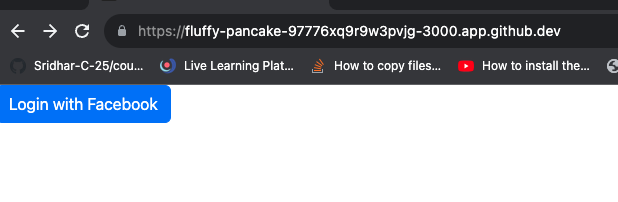 https://fluffy-pancake-97776xq9r9w3pvjg-3000.app.github.dev
Sridhar-C-25/cou... Live Learning Plat... How to copy files... How to install the...
Login with Facebook